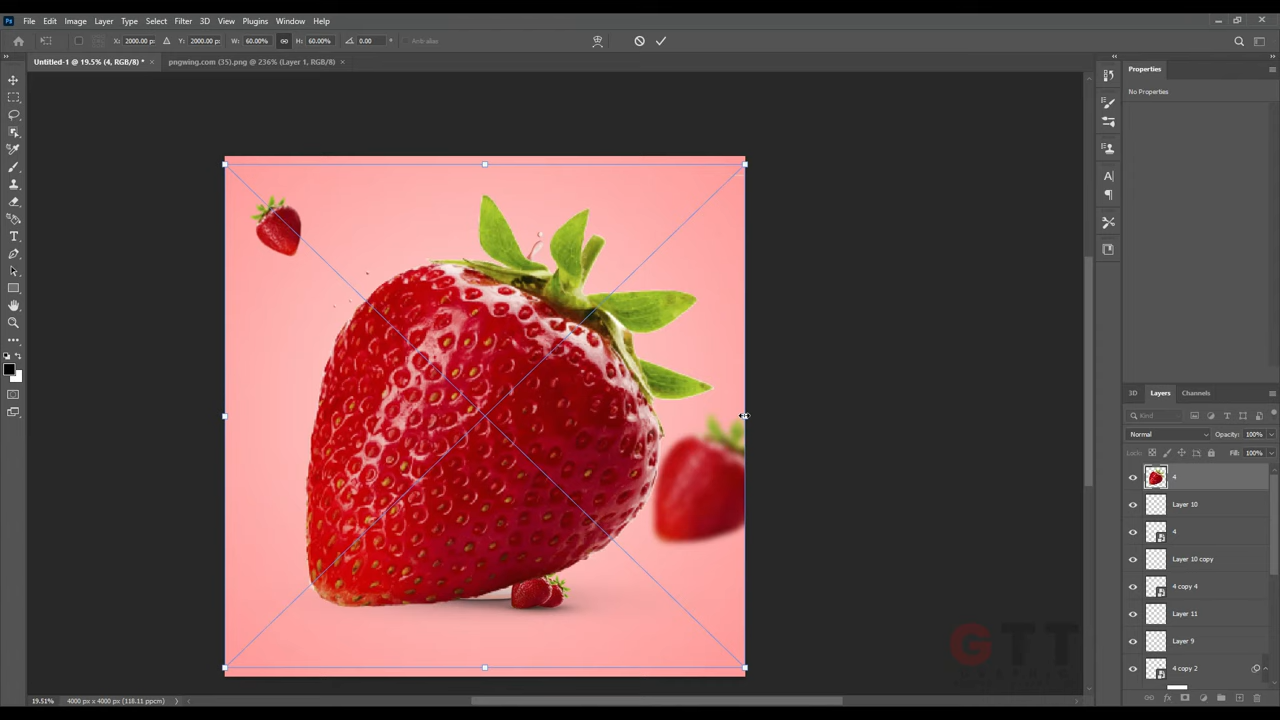 Ps File Edit Image Layer Type Select Filter 3D View Plugins Window Help
X: 2000.00 p: Y: 2000.00 px W: 60.00% H: 60.00% 0.00 ° Anti-alias
Untitled-1 @ 19.5% (4, RGB/8) * × pngwing.com (35).png @ 236% (Layer 1, RGB/8) ×
Properties
No Properties
3D Layers Channels
Kind
Normal Opacity: 100%
Lock: Fill: 100%
4
Layer 10
4
Layer 10 copy
4 copy 4
Layer 11
Layer 9
4 copy 2
GTT
GRAPHIC
19.51% 4000 px x 4000 px (118.11 ppcm)